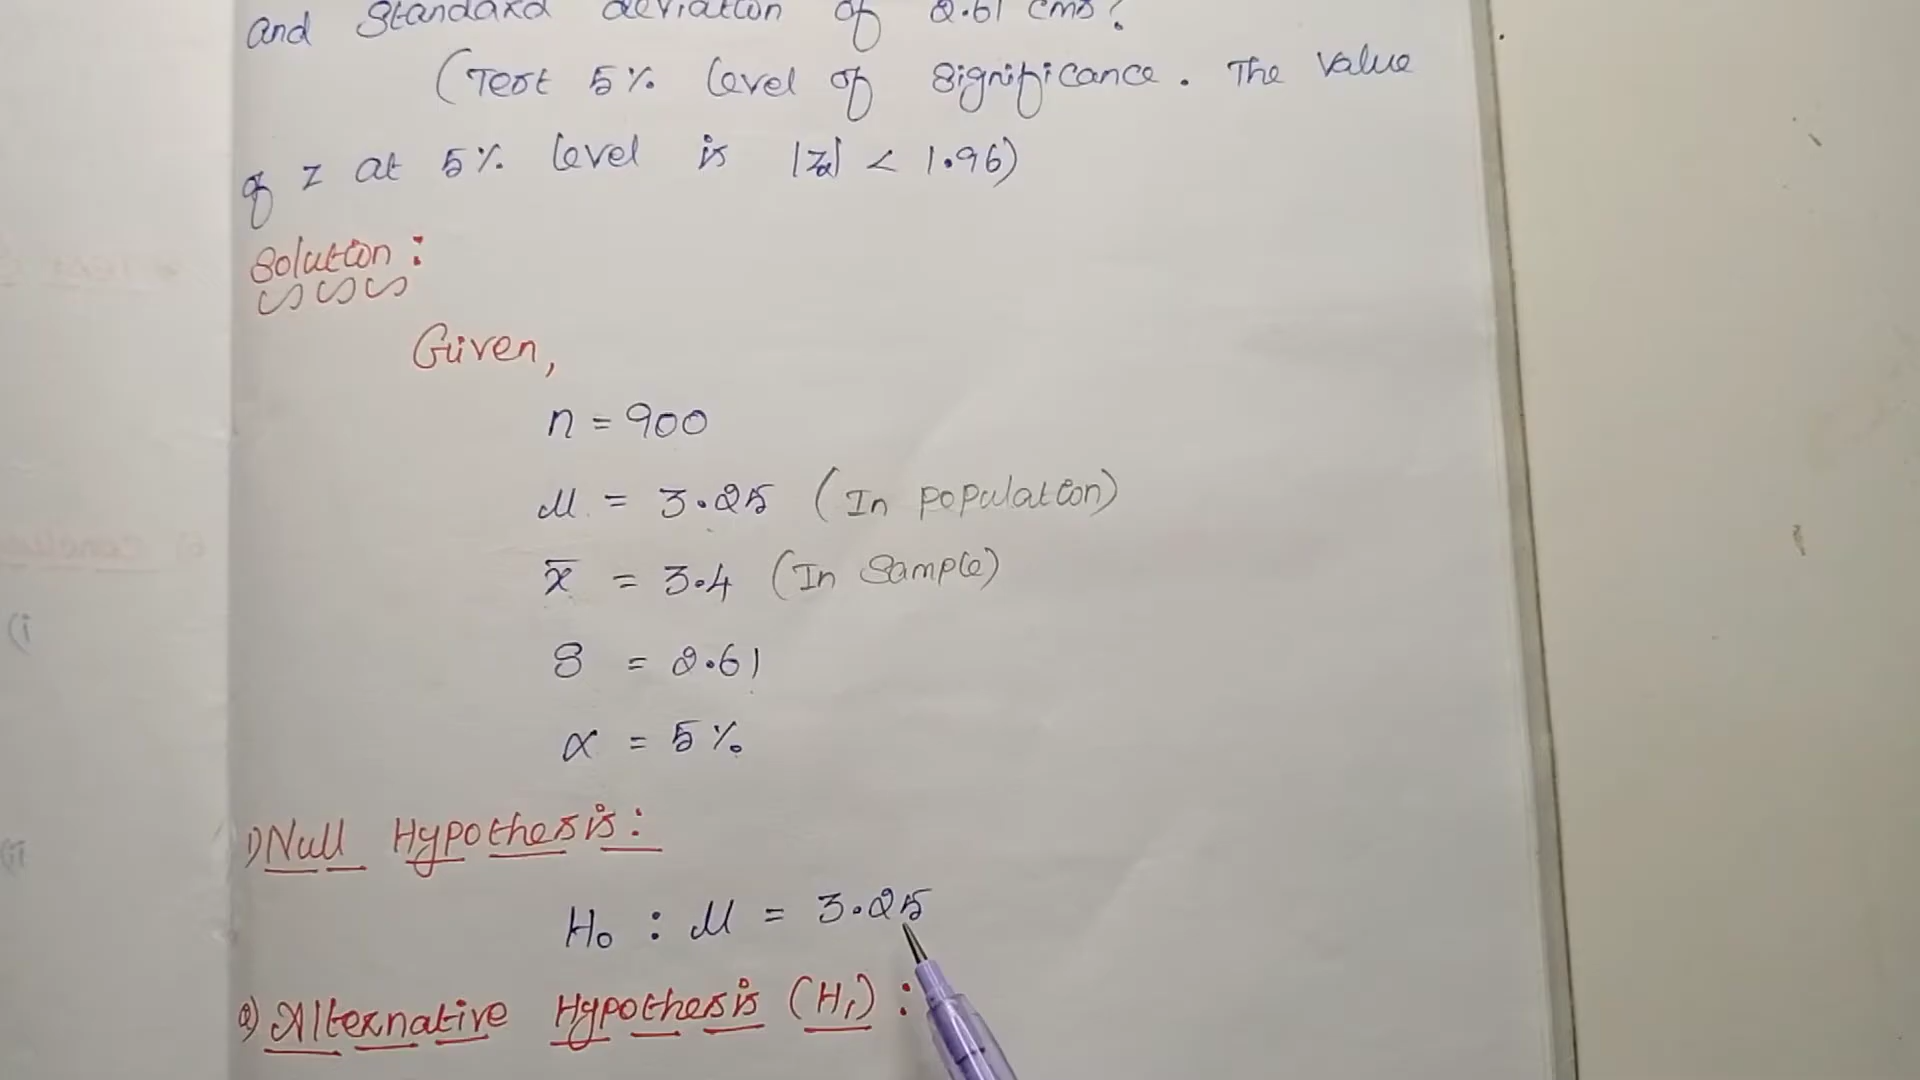 and Standard deviation of 2.61 cms?
(Test 5% level of Significance. The value
of z at 5% level is |zα| < 1.96)
Solution:
Given,
n = 900
μ = 3.25 (In population)
x̄ = 3.4 (In Sample)
S = 2.61
α = 5%
1) Null Hypothesis:
H₀ : μ = 3.25
2) Alternative Hypothesis (H₁) :